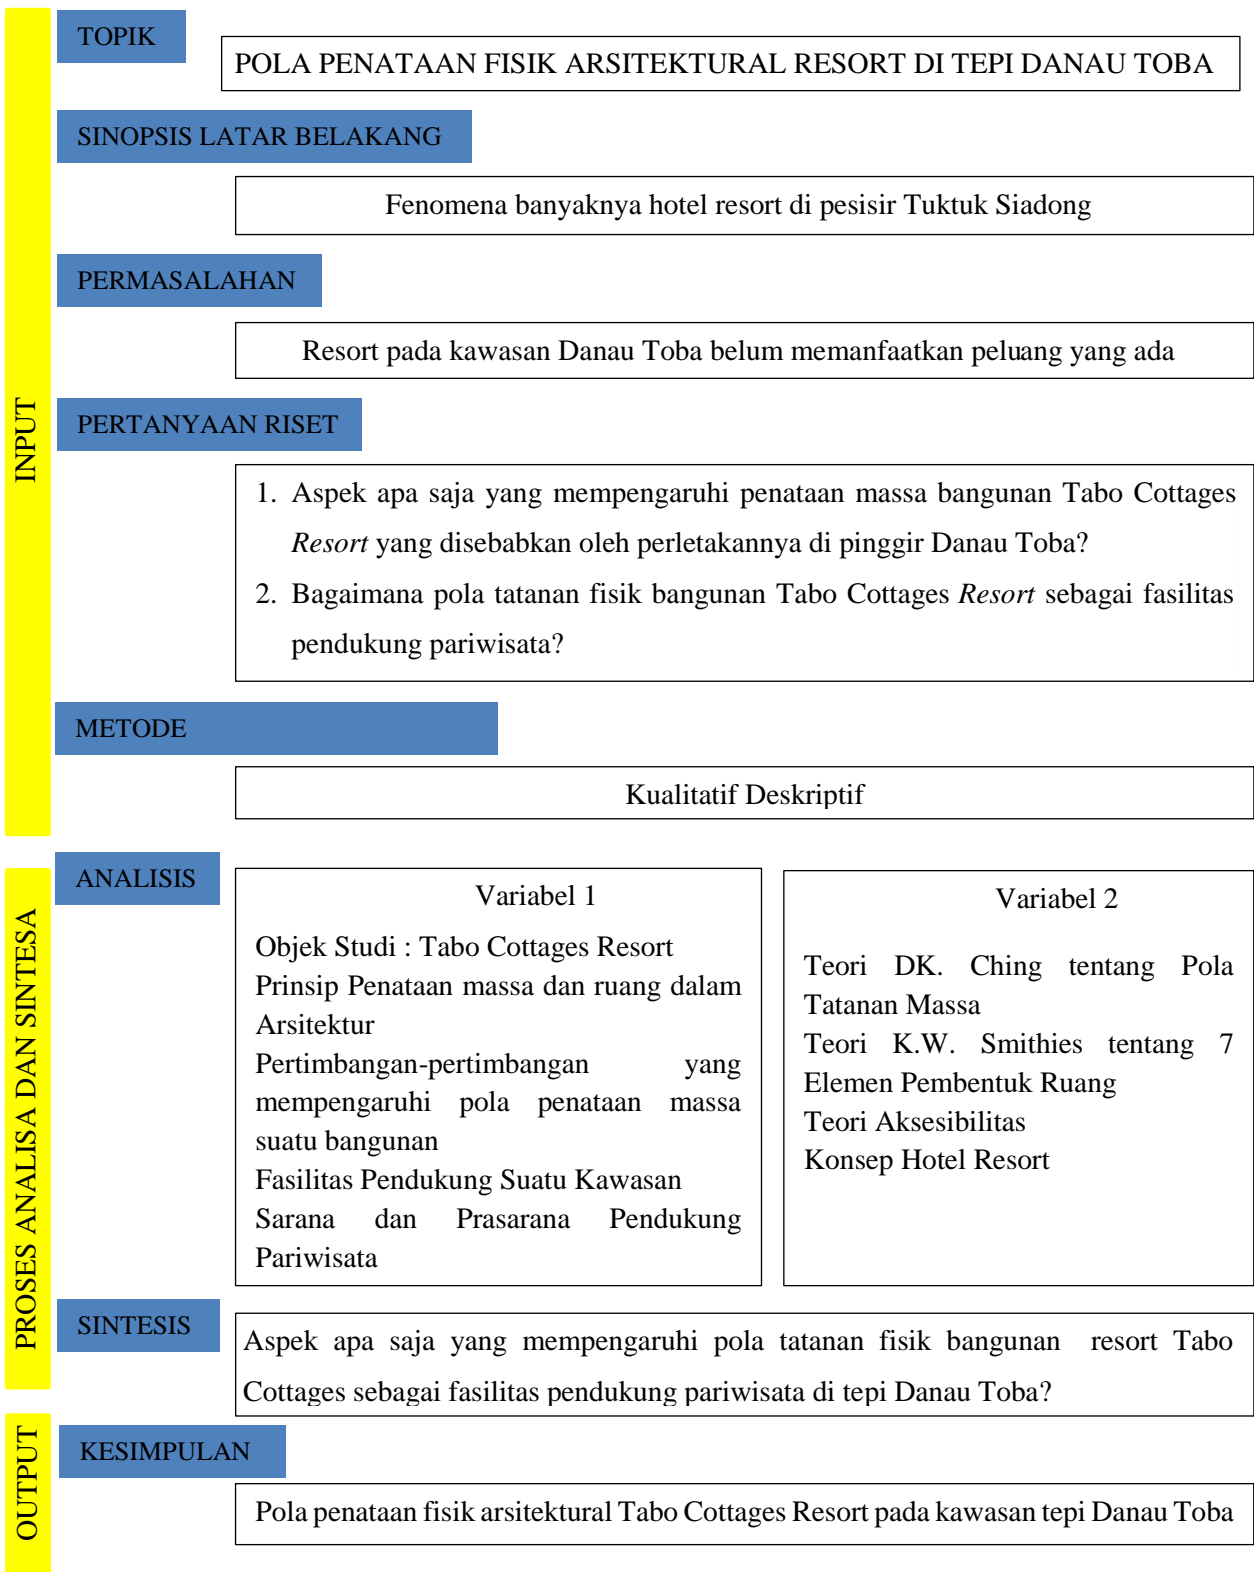 TOPIK
POLA PENATAAN FISIK ARSITEKTURAL RESORT DI TEPI DANAU TOBA
SINOPSIS LATAR BELAKANG
Fenomena banyaknya hotel resort di pesisir Tuktuk Siadong
PERMASALAHAN
Resort pada kawasan Danau Toba belum memanfaatkan peluang yang ada
INPUT
PERTANYAAN RISET
1. Aspek apa saja yang mempengaruhi penataan massa bangunan Tabo Cottages
Resort yang disebabkan oleh perletakannya di pinggir Danau Toba?
2. Bagaimana pola tatanan fisik bangunan Tabo Cottages Resort sebagai fasilitas
pendukung pariwisata?
METODE
Kualitatif Deskriptif
PROSES ANALISA DAN SINTESA
ANALISIS
Variabel 1
Objek Studi : Tabo Cottages Resort
Prinsip Penataan massa dan ruang dalam
Arsitektur
Pertimbangan-pertimbangan yang
mempengaruhi pola penataan massa
suatu bangunan
Fasilitas Pendukung Suatu Kawasan
Sarana dan Prasarana Pendukung
Pariwisata
Variabel 2
Teori DK. Ching tentang Pola
Tatanan Massa
Teori K.W. Smithies tentang 7
Elemen Pembentuk Ruang
Teori Aksesibilitas
Konsep Hotel Resort
SINTESIS
Aspek apa saja yang mempengaruhi pola tatanan fisik bangunan resort Tabo
Cottages sebagai fasilitas pendukung pariwisata di tepi Danau Toba?
OUTPUT
KESIMPULAN
Pola penataan fisik arsitektural Tabo Cottages Resort pada kawasan tepi Danau Toba